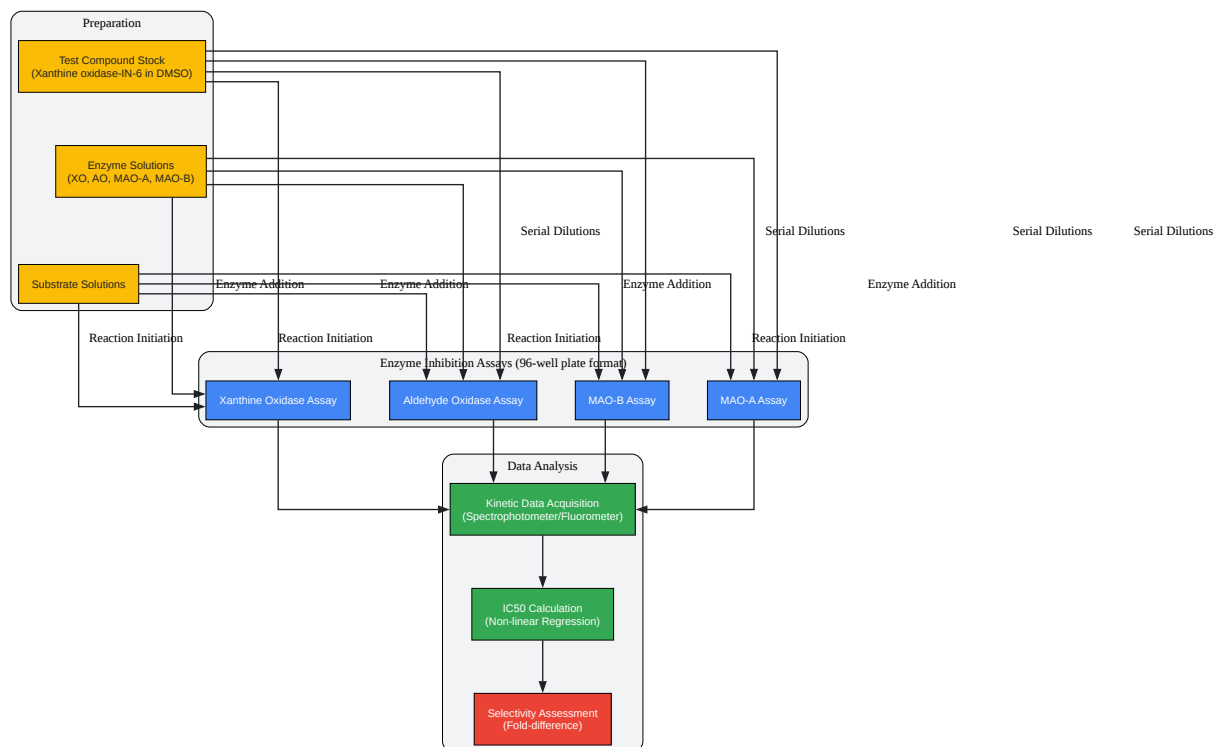 Preparation
Test Compound Stock
(Xanthine oxidase-IN-6 in DMSO)
Enzyme Solutions
(XO, AO, MAO-A, MAO-B)
Serial Dilutions
Serial Dilutions
Serial Dilutions
Serial Dilutions
Substrate Solutions
Enzyme Addition
Enzyme Addition
Enzyme Addition
Enzyme Addition
Reaction Initiation
Reaction Initiation
Reaction Initiation
Reaction Initiation
Enzyme Inhibition Assays (96-well plate format)
Xanthine Oxidase Assay
Aldehyde Oxidase Assay
MAO-B Assay
MAO-A Assay
Data Analysis
Kinetic Data Acquisition
(Spectrophotometer/Fluorometer)
IC50 Calculation
(Non-linear Regression)
Selectivity Assessment
(Fold-difference)